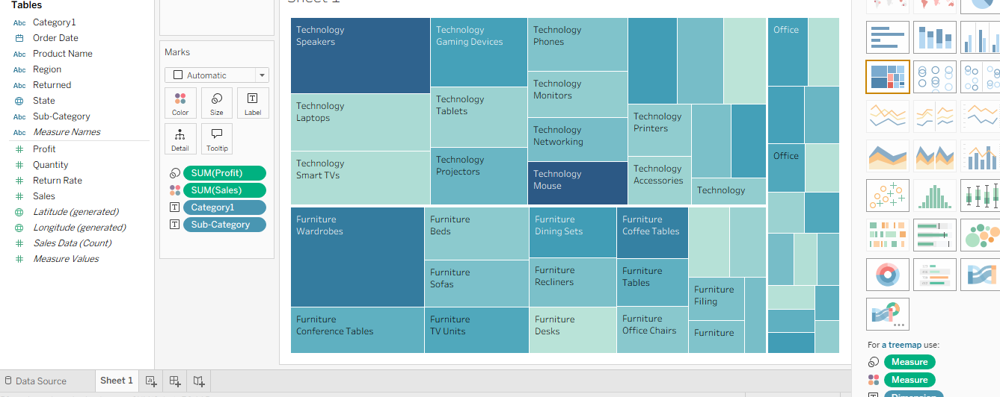 Tables
Abc Category1
Order Date
Abc Product Name
Abc Region
Abc Returned
State
Abc Sub-Category
Abc Measure Names
# Profit
# Quantity
# Return Rate
# Sales
Latitude (generated)
Longitude (generated)
# Sales Data (Count)
# Measure Values
Marks
Automatic
Color
Size
Label
Detail
Tooltip
SUM(Profit)
SUM(Sales)
Category1
Sub-Category
Sheet 1
Technology
Speakers
Technology
Laptops
Technology
Smart TVs
Technology
Gaming Devices
Technology
Tablets
Technology
Projectors
Technology
Phones
Technology
Monitors
Technology
Networking
Technology
Mouse
Technology
Printers
Technology
Accessories
Technology
Furniture
Wardrobes
Furniture
Conference Tables
Furniture
Beds
Furniture
Sofas
Furniture
TV Units
Furniture
Dining Sets
Furniture
Recliners
Furniture
Desks
Furniture
Coffee Tables
Furniture
Tables
Furniture
Office Chairs
Furniture
Filing
Furniture
Office
Office
For a treemap use:
Measure
Measure
Dimension
Data Source
Sheet 1